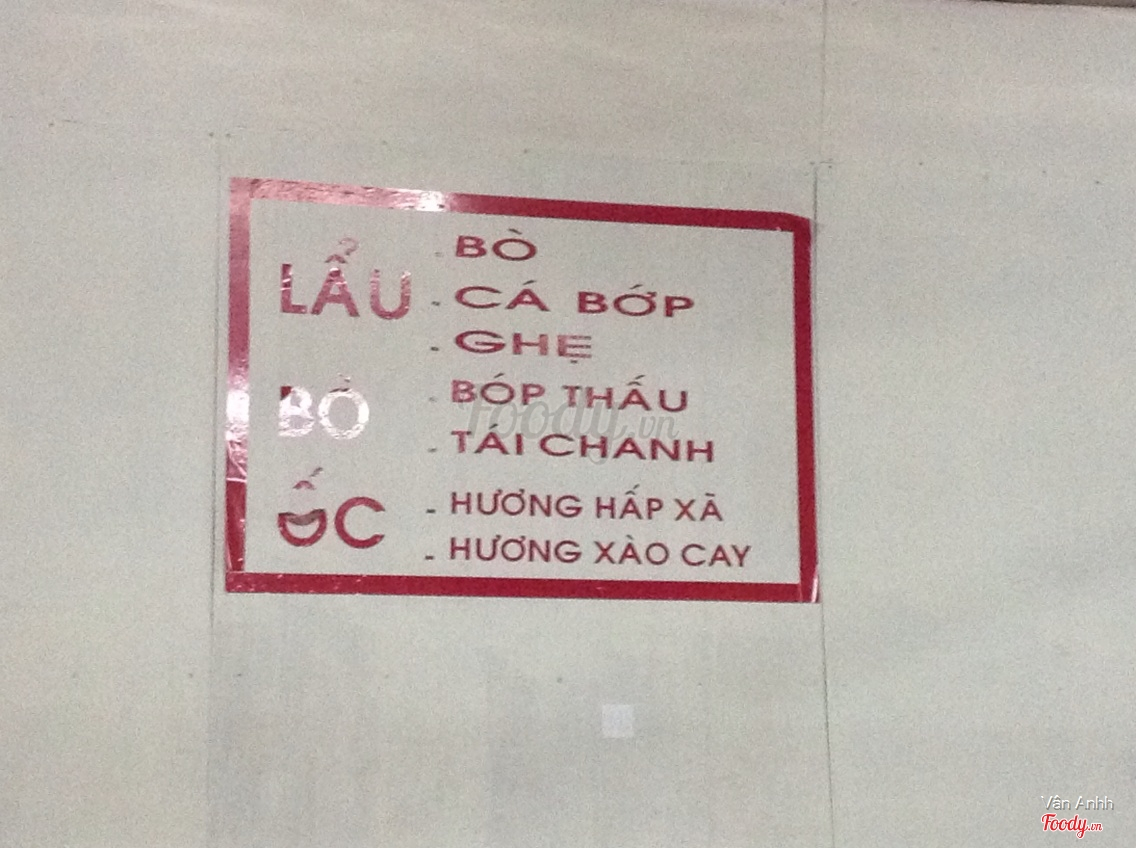 LẨU
- BÒ
- CÁ BỚP
- GHẸ
BÒ
- BÓP THẤU
- TÁI CHANH
ỐC
- HƯƠNG HẤP XÃ
- HƯƠNG XÀO CAY
Foody.vn
Vân Anhh
Foody.vn